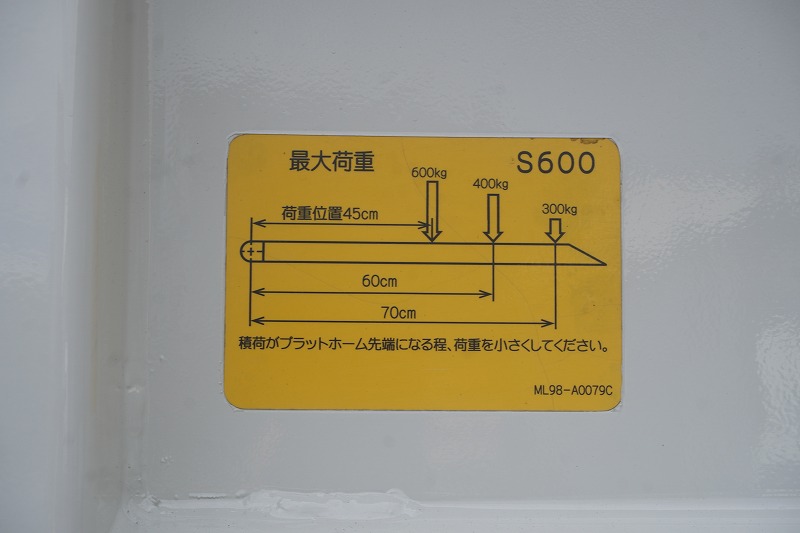 最大荷重 S600
600kg
400kg
300kg
荷重位置45cm
60cm
70cm
積荷がプラットホーム先端になる程、荷重を小さくしてください。
ML98-A0079C